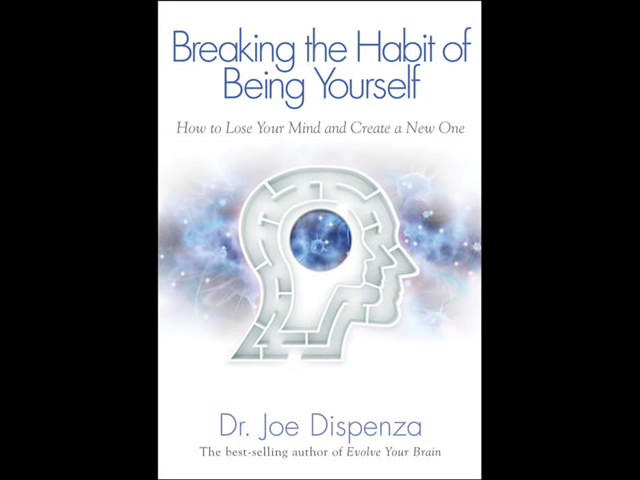 Breaking the Habit of
Being Yourself
How to Lose Your Mind and Create a New One
Dr. Joe Dispenza
The best-selling author of Evolve Your Brain